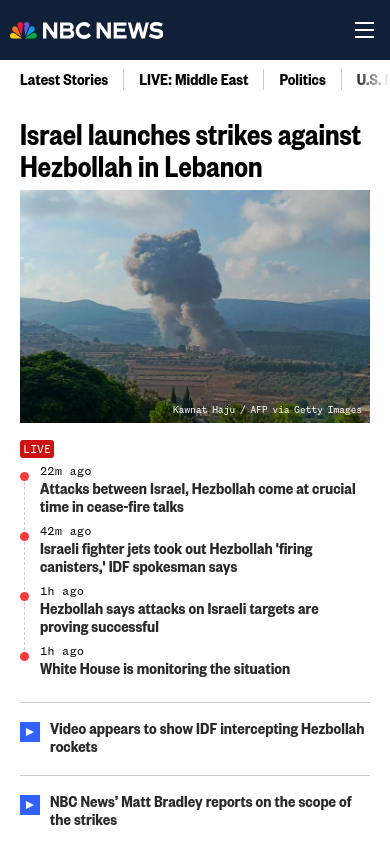 NBC NEWS
Latest Stories
LIVE: Middle East
Politics
U.S.
Israel launches strikes against
Hezbollah in Lebanon
Kawnat Haju / AFP via Getty Images
LIVE
22m ago
Attacks between Israel, Hezbollah come at crucial
time in cease-fire talks
42m ago
Israeli fighter jets took out Hezbollah 'firing
canisters,' IDF spokesman says
1h ago
Hezbollah says attacks on Israeli targets are
proving successful
1h ago
White House is monitoring the situation
Video appears to show IDF intercepting Hezbollah
rockets
NBC News’ Matt Bradley reports on the scope of
the strikes